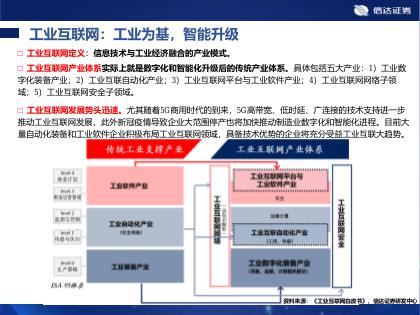 信达证券
工业互联网：工业为基，智能升级
□ 工业互联网定义：信息技术与工业经济融合的产业模式。
□ 工业互联网产业体系实际上就是数字化和智能化升级后的传统产业体系。具体包括五大产业：1）工业数
字化装备产业；2）工业互联自动化产业；3）工业互联网平台与工业软件产业；4）工业互联网网络子领
域；5）工业互联网安全子领域。
□ 工业互联网发展势头迅速。尤其随着5G商用时代的到来，5G高带宽、低时延、广连接的技术支持进一步
推动工业互联网发展，此外新冠疫情导致企业大范围停产也将加快推动制造业数字化和智能化进程。目前大
量自动化装备和工业软件企业积极布局工业互联网领域，具备技术优势的企业将充分受益工业互联大趋势。
传统工业支撑产业
工业互联网产业体系
level 4
level 3
level 2
level 1
level 0
生产策略
ISA-95体系
工业软件产业
工业自动化产业
工业装备产业
工业互联网网络
工业互联网平台与
工业软件产业
平台
边缘计算
工业互联自动化产业
工业数字化装备产业
工业互联网安全
资料来源：《工业互联网白皮书》，信达证券研发中心